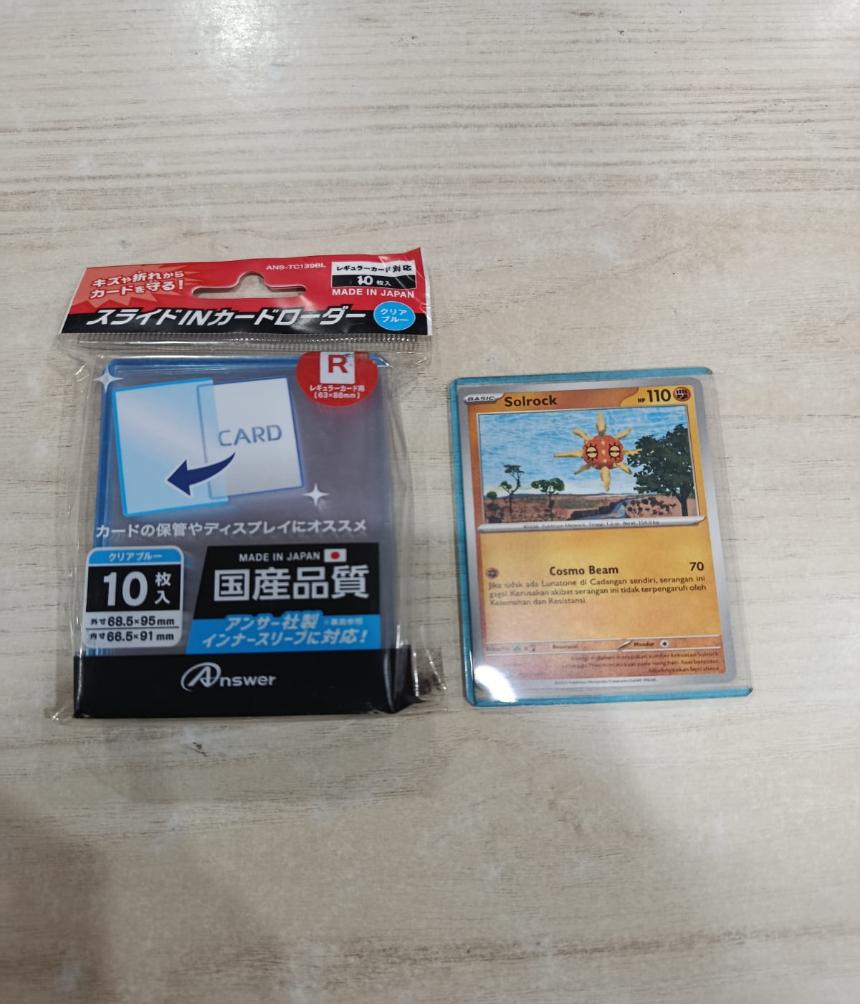 キズや折れから
カードを守る!
ANS-TC139BL
レギュラーカード対応
10枚入
MADE IN JAPAN
スライドINカードローダー
クリア
ブルー
R
レギュラーカード用
(63×88mm)
CARD
カードの保管やディスプレイにオススメ
クリアブルー
10枚入
外寸68.5×95mm
内寸66.5×91mm
MADE IN JAPAN
国産品質
アンサー社製
インナースリーブに対応!
Answer
BASIC
Solrock
HP 110
Cosmo Beam 70
Jika tidak ada Lunatone di Cadangan sendiri, serangan ini
gagal. Kerusakan akibat serangan ini tidak terpengaruh oleh
Kelemahan dan Resistansi.
Resistansi
Mundur